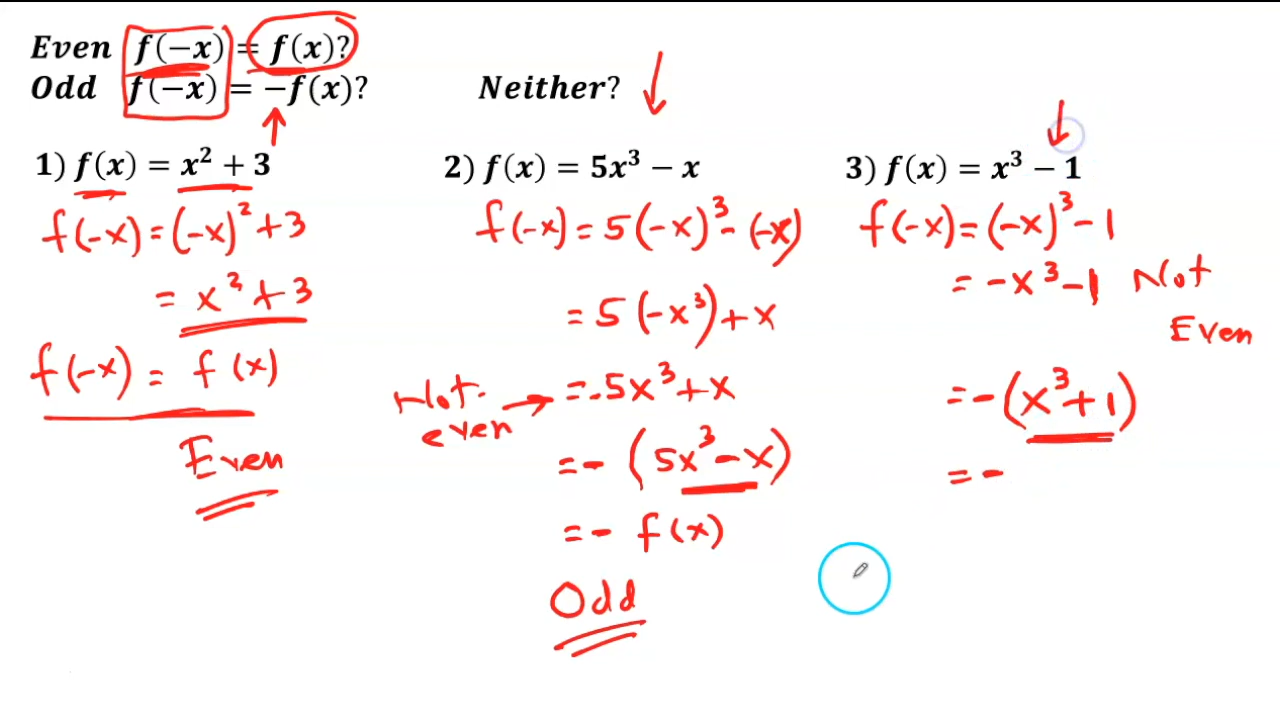 Even f(−x) = f(x)?
Odd f(−x) = −f(x)? Neither?
1) f(x) = x² + 3
f(-x) = (-x)² + 3
= x² + 3
f(-x) = f(x)
Even
2) f(x) = 5x³ − x
f(-x) = 5(-x)³ - (-x)
= 5(-x³) + x
Not even → = -5x³ + x
= - (5x³ - x)
= - f(x)
Odd
3) f(x) = x³ − 1
f(-x) = (-x)³ - 1
= -x³ - 1 Not
Even
= - (x³ + 1)
= -